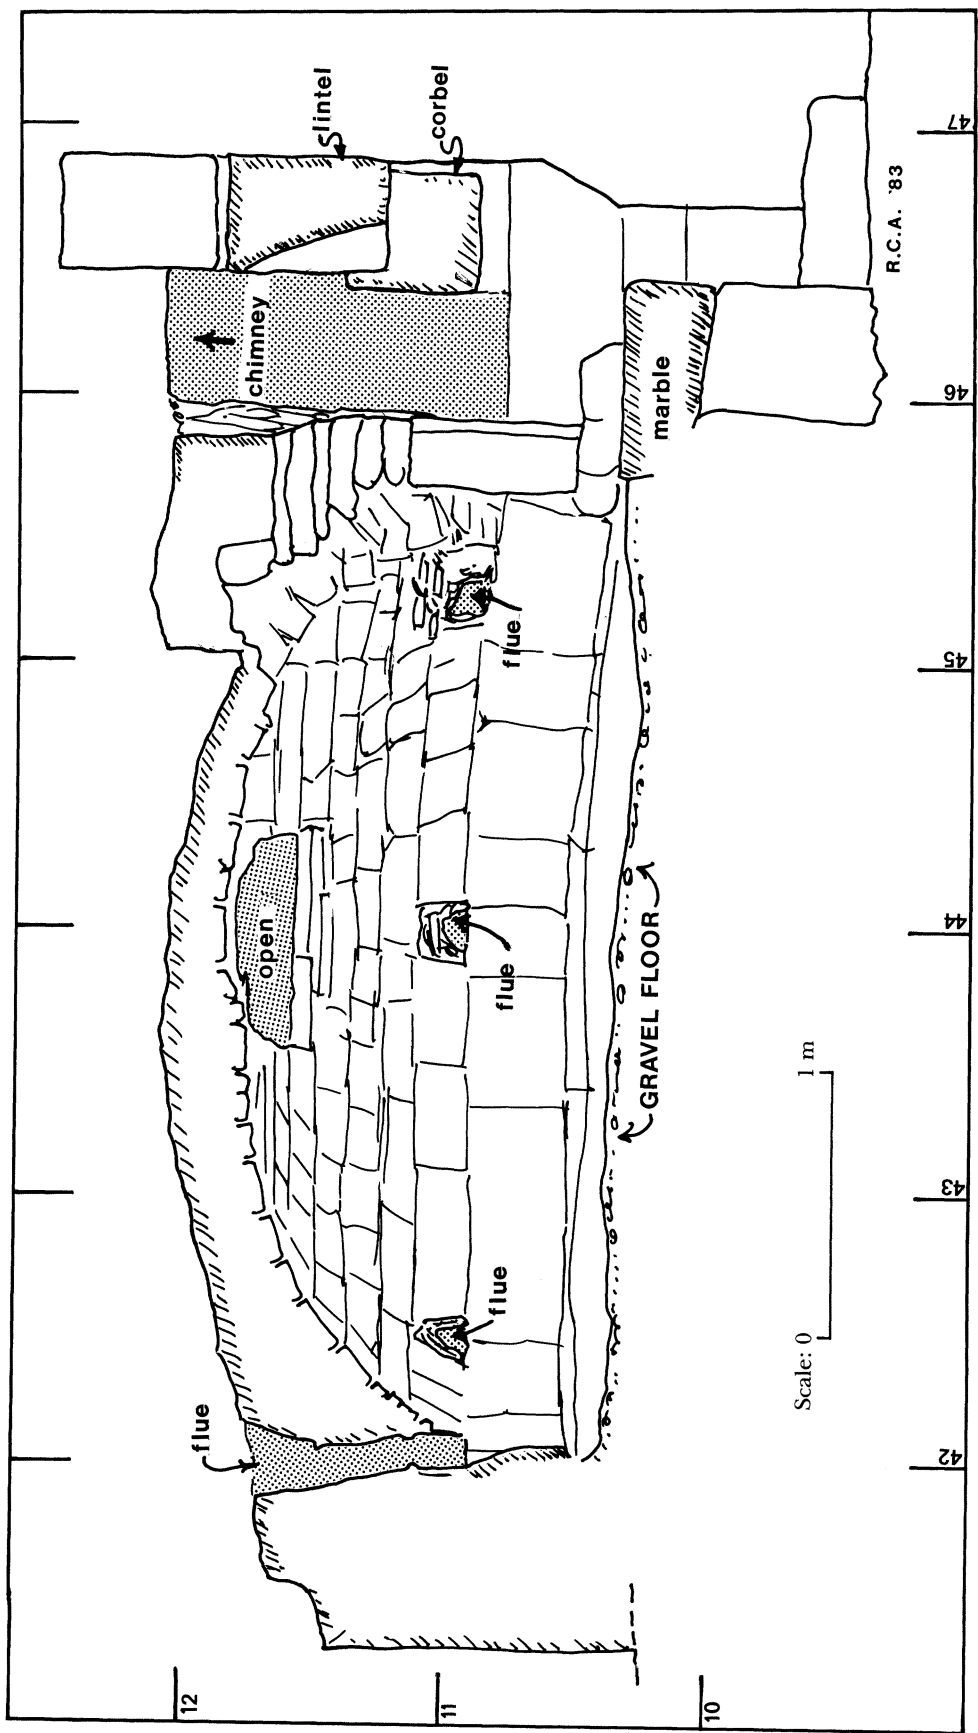 lintel
corbel
chimney
marble
R.C.A. '83
flue
open
flue
flue
flue
GRAVEL FLOOR
Scale: 0 1 m
12
11
10
42
43
44
45
46
47